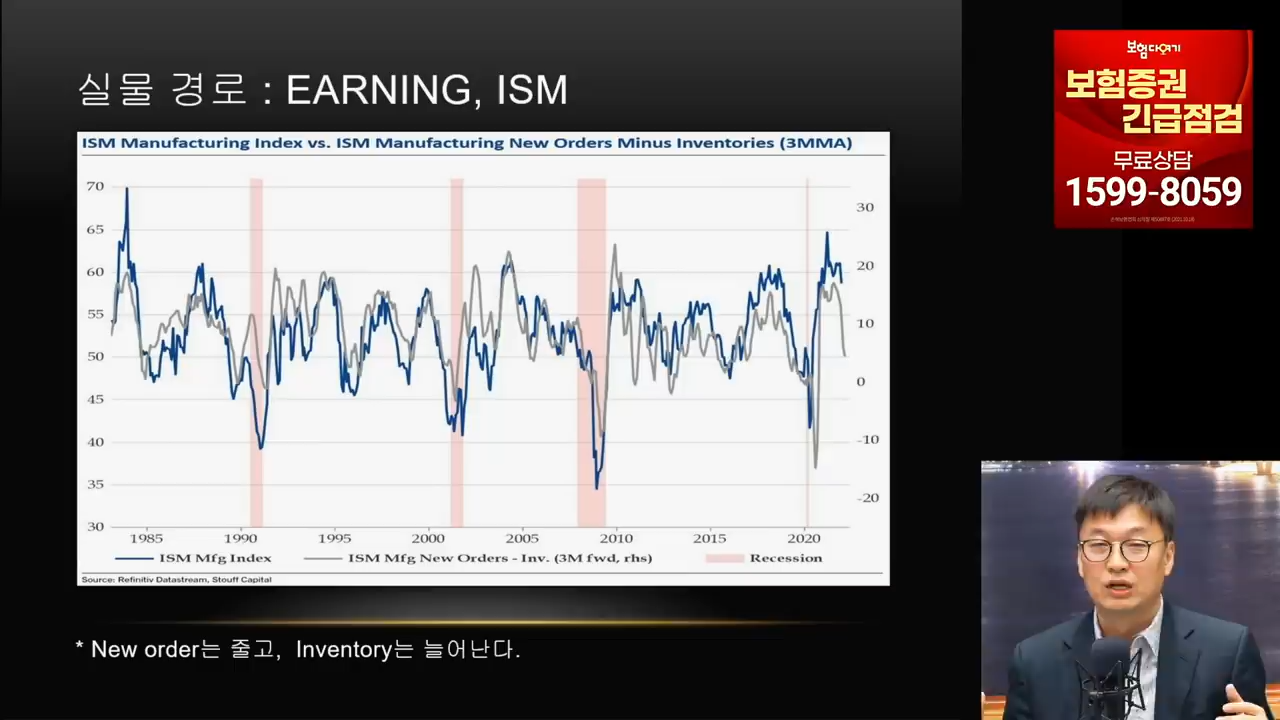 실물 경로 : EARNING, ISM
ISM Manufacturing Index vs. ISM Manufacturing New Orders Minus Inventories (3MMA)
70
65
60
55
50
45
40
35
30
30
20
10
0
-10
-20
1985 1990 1995 2000 2005 2010 2015 2020
ISM Mfg Index ISM Mfg New Orders - Inv. (3M fwd, rhs) Recession
Source: Refinitiv Datastream, Stouff Capital
* New order는 줄고, Inventory는 늘어난다.
보험다여기
보험증권
긴급점검
무료상담
1599-8059